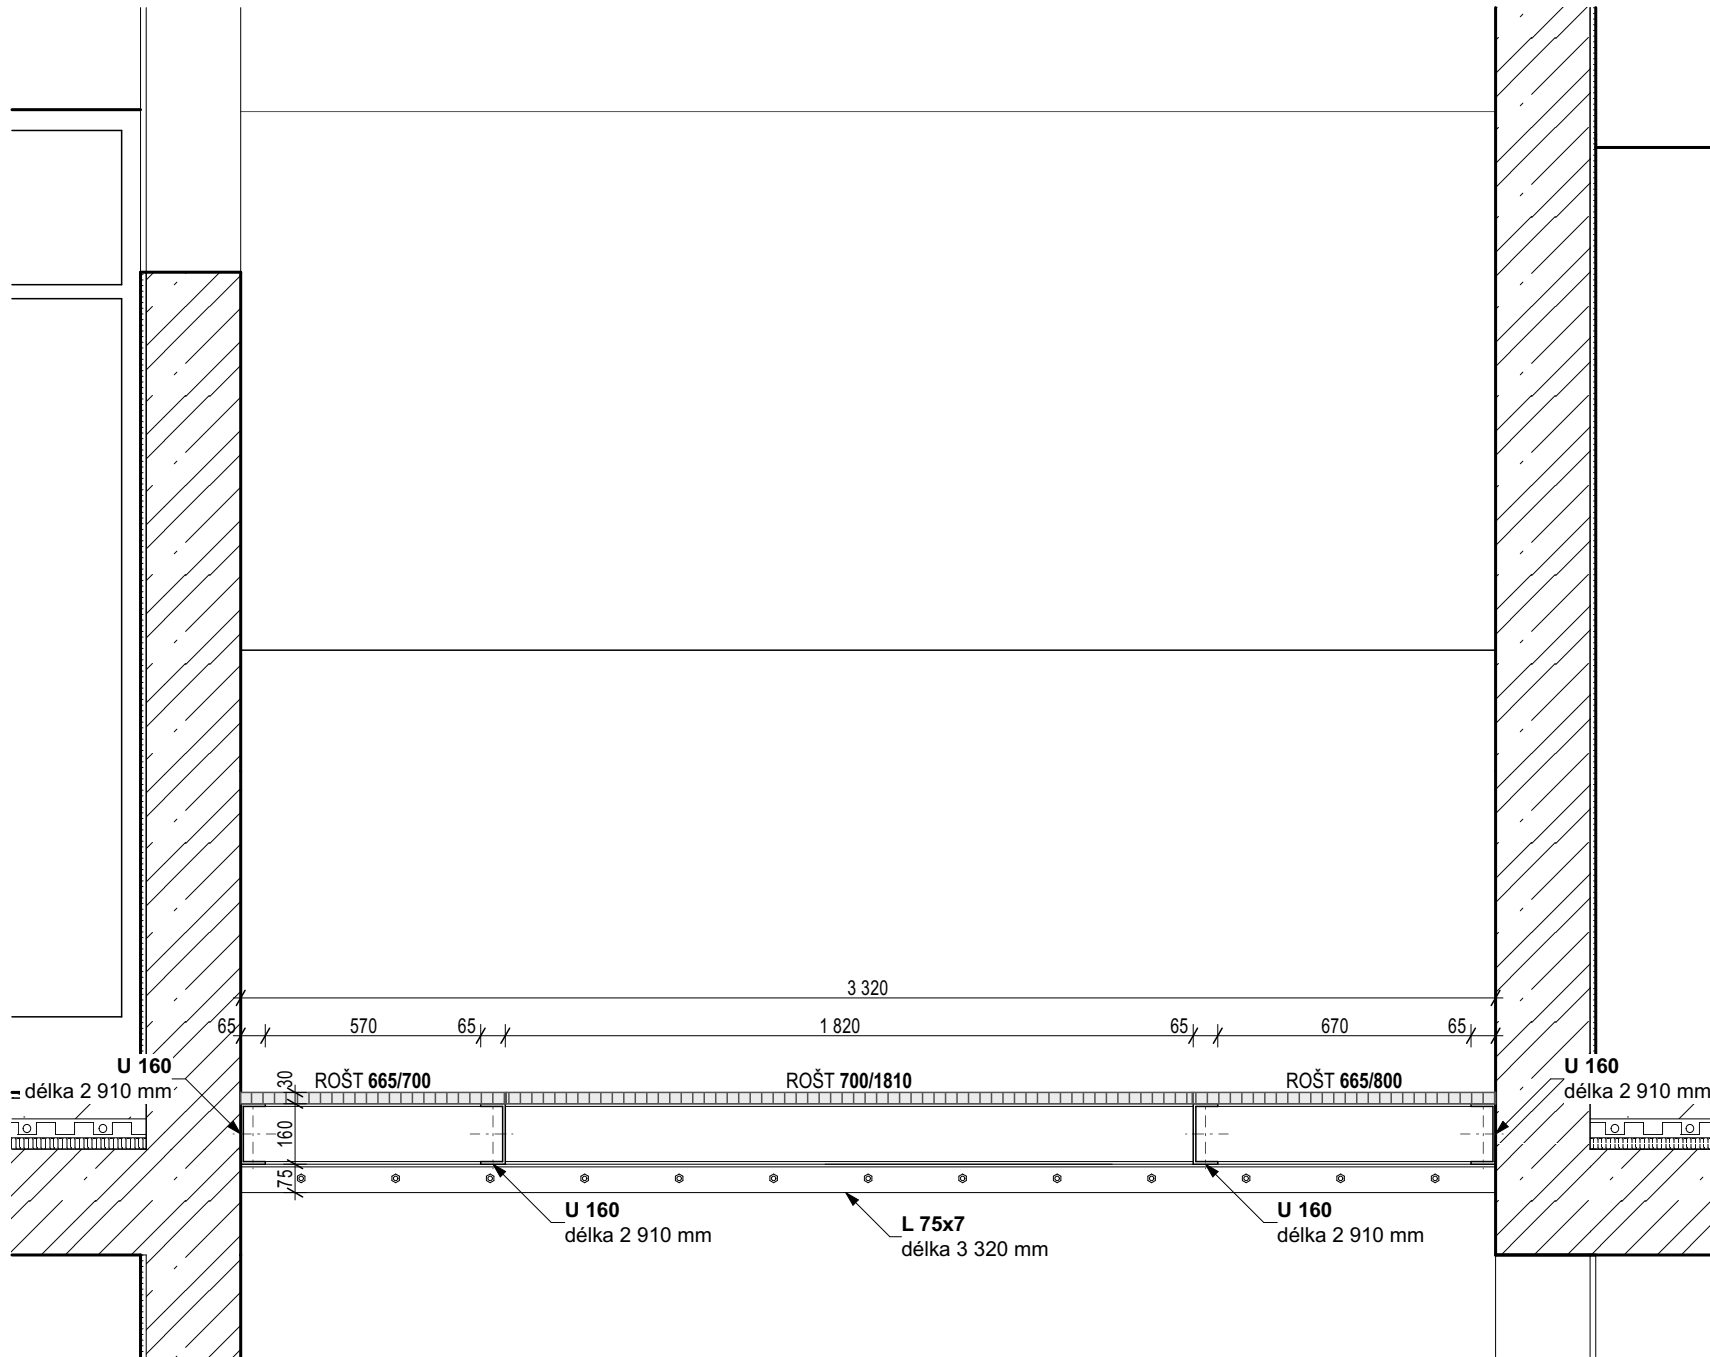 3 320
65
570
65
1 820
65
670
65
U 160
délka 2 910 mm
30
ROŠT 665/700
ROŠT 700/1810
ROŠT 665/800
U 160
délka 2 910 mm
160
75
U 160
délka 2 910 mm
L 75x7
délka 3 320 mm
U 160
délka 2 910 mm